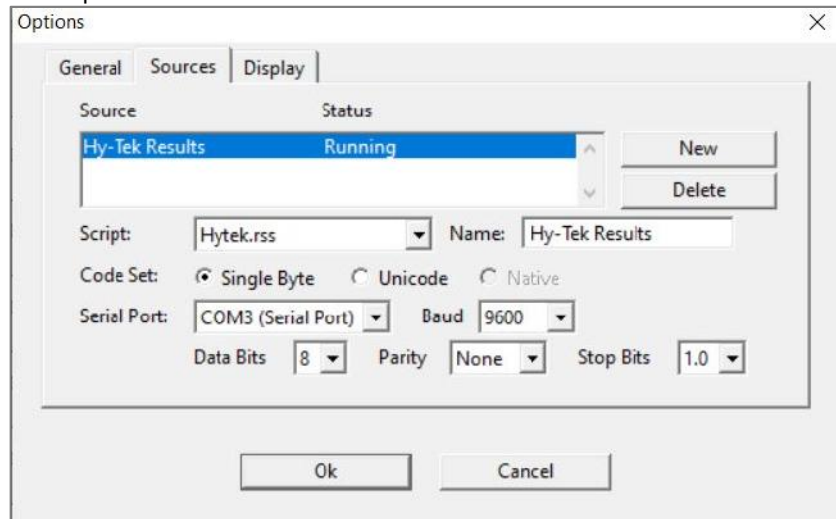 Options
General Sources Display
Source Status
Hy-Tek Results Running
New
Delete
Script: Hytek.rss Name: Hy-Tek Results
Code Set: Single Byte Unicode Native
Serial Port: COM3 (Serial Port) Baud 9600
Data Bits 8 Parity None Stop Bits 1.0
Ok Cancel